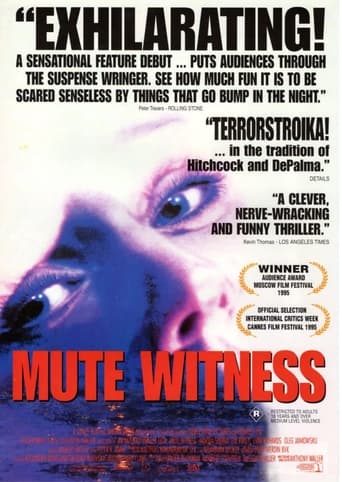 “EXHILARATING!
A SENSATIONAL FEATURE DEBUT ... PUTS AUDIENCES THROUGH
THE SUSPENSE WRINGER. SEE HOW MUCH FUN IT IS TO BE
SCARED SENSELESS BY THINGS THAT GO BUMP IN THE NIGHT.”
Peter Travers - ROLLING STONE
“TERRORSTROIKA!
... in the tradition of
Hitchcock and DePalma.”
DETAILS
“A CLEVER,
NERVE-WRACKING
AND FUNNY THRILLER.”
Kevin Thomas - LOS ANGELES TIMES
WINNER
AUDIENCE AWARD
MOSCOW FILM FESTIVAL
1995
OFFICIAL SELECTION
INTERNATIONAL CRITICS WEEK
CANNES FILM FESTIVAL 1995
MUTE WITNESS
R
RESTRICTED TO ADULTS
18 YEARS AND OVER
MEDIUM LEVEL VIOLENCE